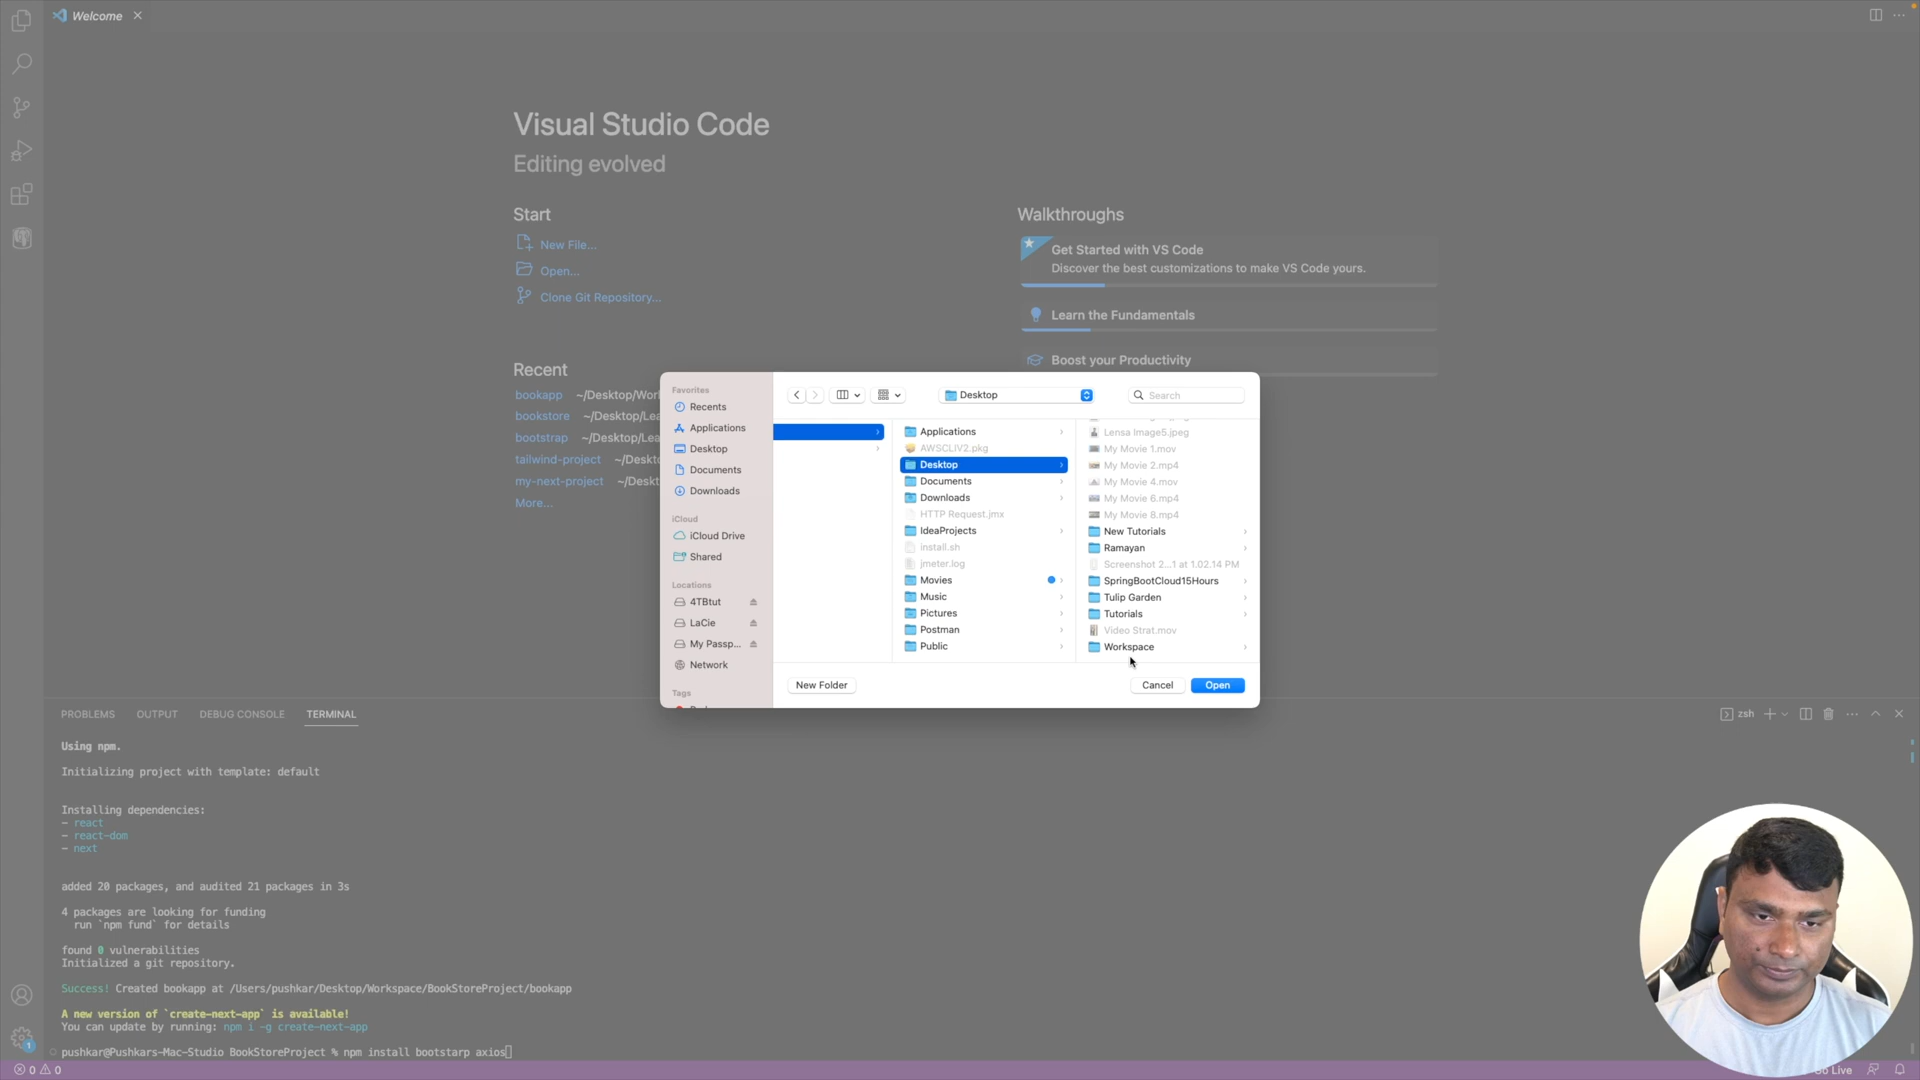 Welcome
Visual Studio Code
Editing evolved
Start
New File...
Open...
Clone Git Repository...
Recent
bookapp ~/Desktop/Wor
bookstore ~/Desktop/Lea
bootstrap ~/Desktop/Lea
tailwind-project ~/Deskt
my-next-project ~/Deskt
More...
Walkthroughs
Get Started with VS Code
Discover the best customizations to make VS Code yours.
Learn the Fundamentals
Boost your Productivity
Favorites
Recents
Applications
Desktop
Documents
Downloads
iCloud
iCloud Drive
Shared
Locations
4TBtut
LaCie
My Passp...
Network
Tags
Desktop
Search
Applications
AWSCLIV2.pkg
Desktop
Documents
Downloads
HTTP Request.jmx
IdeaProjects
install.sh
jmeter.log
Movies
Music
Pictures
Postman
Public
Lensa Image5.jpeg
My Movie 1.mov
My Movie 2.mp4
My Movie 4.mov
My Movie 6.mp4
My Movie 8.mp4
New Tutorials
Ramayan
Screenshot 2...1 at 1.02.14 PM
SpringBootCloud15Hours
Tulip Garden
Tutorials
Video Strat.mov
Workspace
New Folder
Cancel
Open
PROBLEMS OUTPUT DEBUG CONSOLE TERMINAL
zsh
Using npm.
Initializing project with template: default
Installing dependencies:
- react
- react-dom
- next
added 20 packages, and audited 21 packages in 3s
4 packages are looking for funding
run `npm fund` for details
found 0 vulnerabilities
Initialized a git repository.
Success! Created bookapp at /Users/pushkar/Desktop/Workspace/BookStoreProject/bookapp
A new version of `create-next-app` is available!
You can update by running: npm i -g create-next-app
pushkar@Pushkars-Mac-Studio BookStoreProject % npm install bootstarp axios
1
0 0
Live